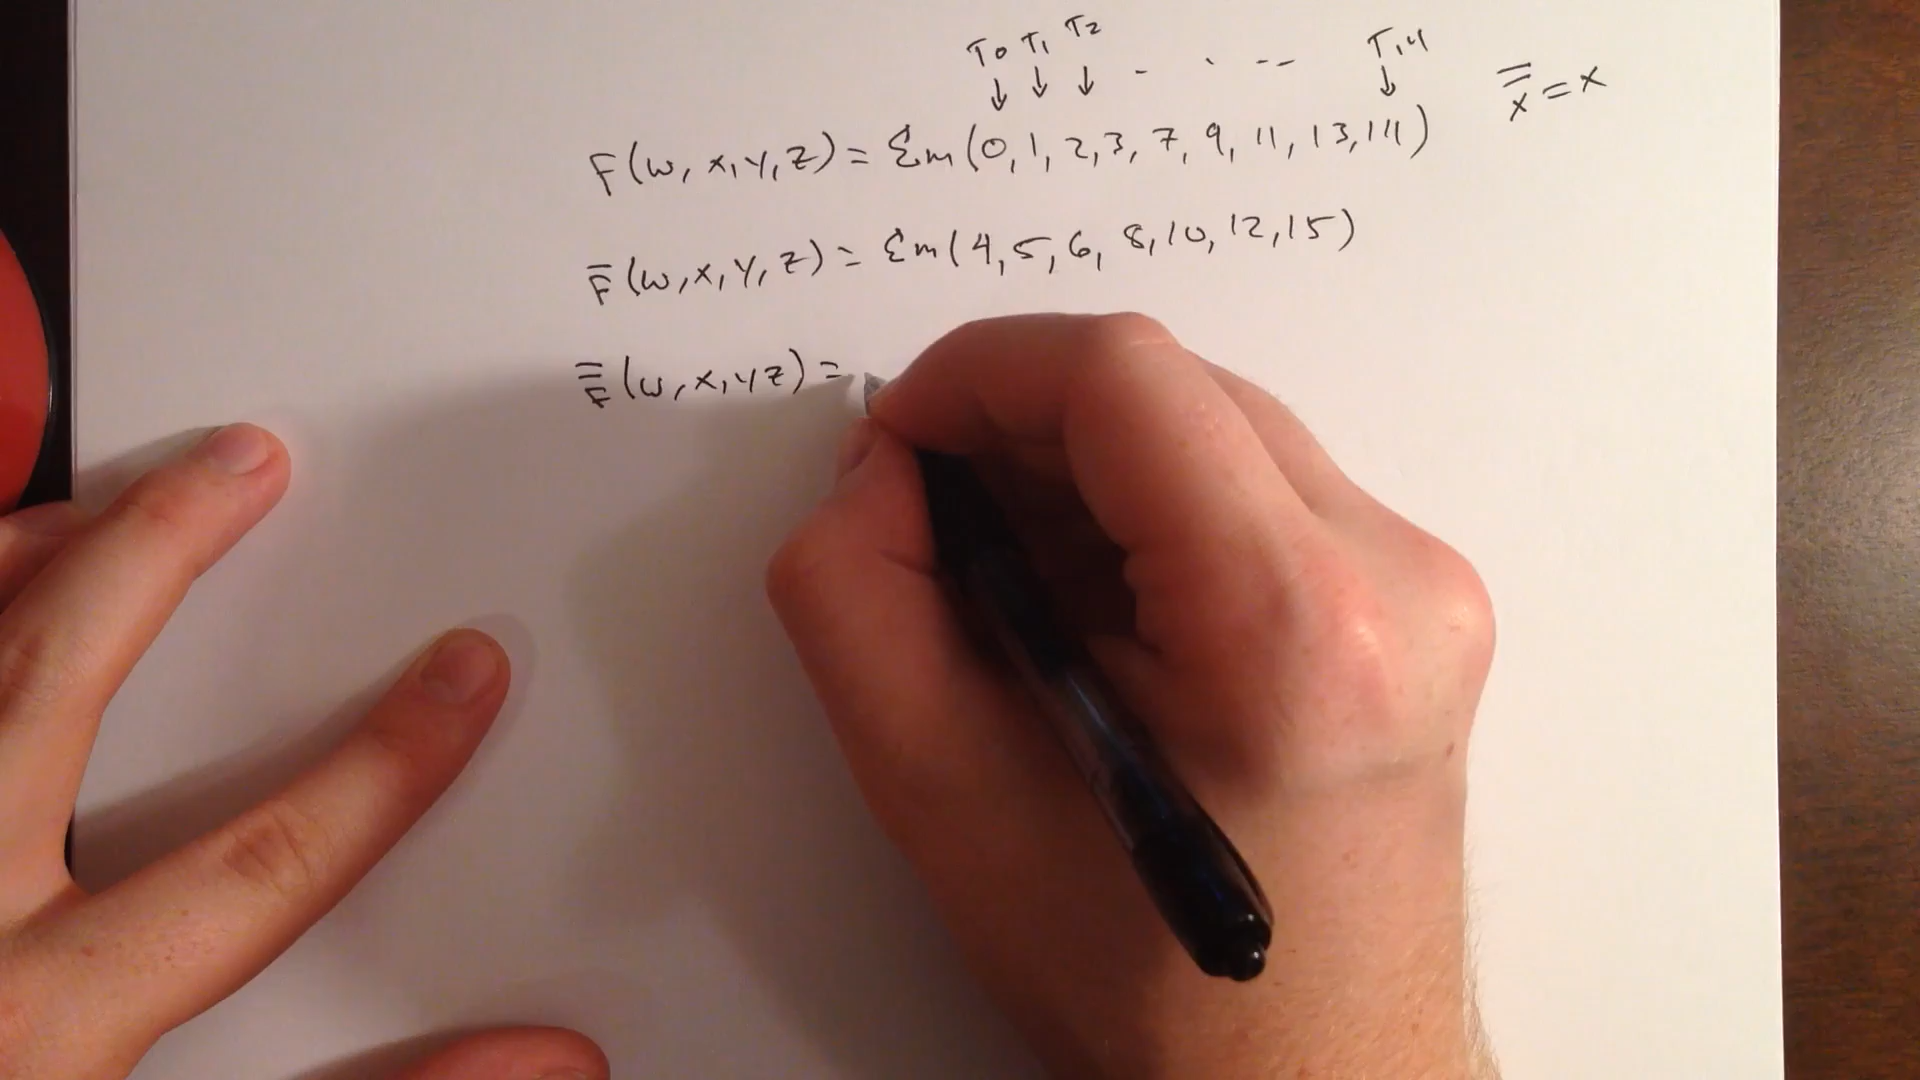 T0 T1 T2 - . -- T14
↓ ↓ ↓ ↓
F(w, x, y, z) = Σm(0, 1, 2, 3, 7, 9, 11, 13, 14)
x̿ = x
F̅(w, x, y, z) = Σm(4, 5, 6, 8, 10, 12, 15)
F̿(w, x, y z) =